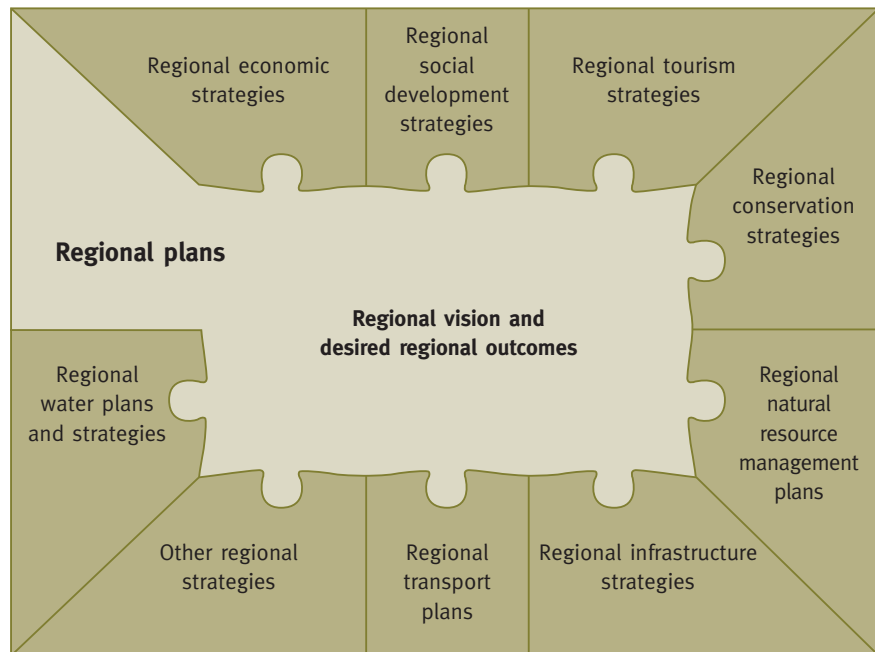 Regional economic
strategies
Regional
social
development
strategies
Regional tourism
strategies
Regional
conservation
strategies
Regional plans
Regional vision and
desired regional outcomes
Regional
water plans
and strategies
Regional
natural
resource
management
plans
Other regional
strategies
Regional
transport
plans
Regional infrastructure
strategies